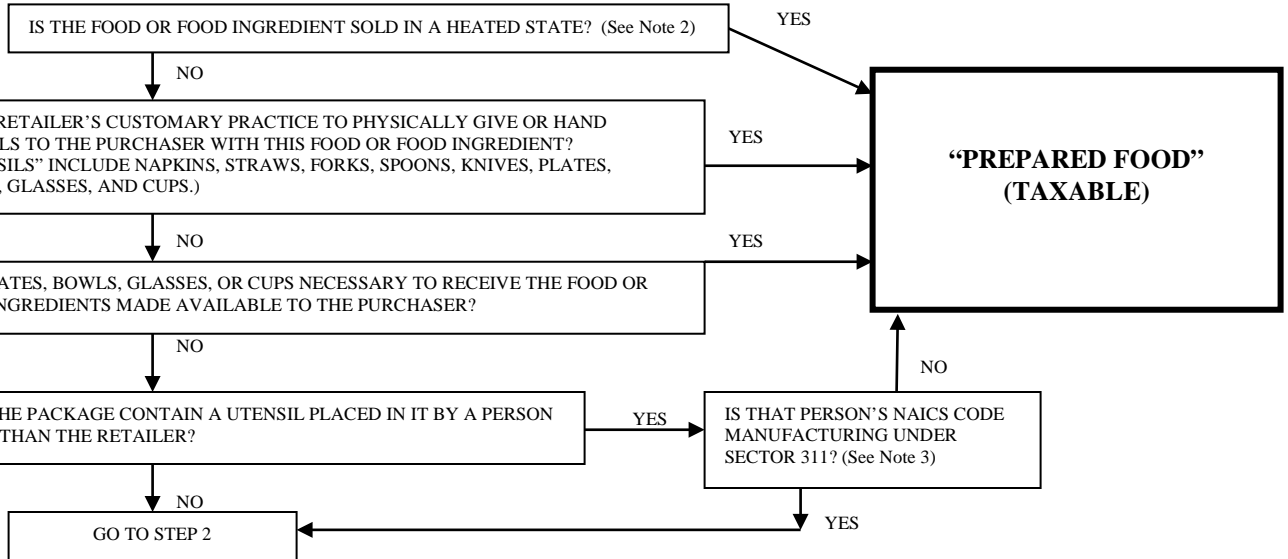 IS THE FOOD OR FOOD INGREDIENT SOLD IN A HEATED STATE? (See Note 2)
YES
NO
RETAILER'S CUSTOMARY PRACTICE TO PHYSICALLY GIVE OR HAND
LS TO THE PURCHASER WITH THIS FOOD OR FOOD INGREDIENT?
SILS” INCLUDE NAPKINS, STRAWS, FORKS, SPOONS, KNIVES, PLATES,
, GLASSES, AND CUPS.)
YES
“PREPARED FOOD”
(TAXABLE)
NO
YES
ATES, BOWLS, GLASSES, OR CUPS NECESSARY TO RECEIVE THE FOOD OR
NGREDIENTS MADE AVAILABLE TO THE PURCHASER?
NO
NO
HE PACKAGE CONTAIN A UTENSIL PLACED IN IT BY A PERSON
THAN THE RETAILER?
YES
IS THAT PERSON'S NAICS CODE
MANUFACTURING UNDER
SECTOR 311? (See Note 3)
NO
YES
GO TO STEP 2